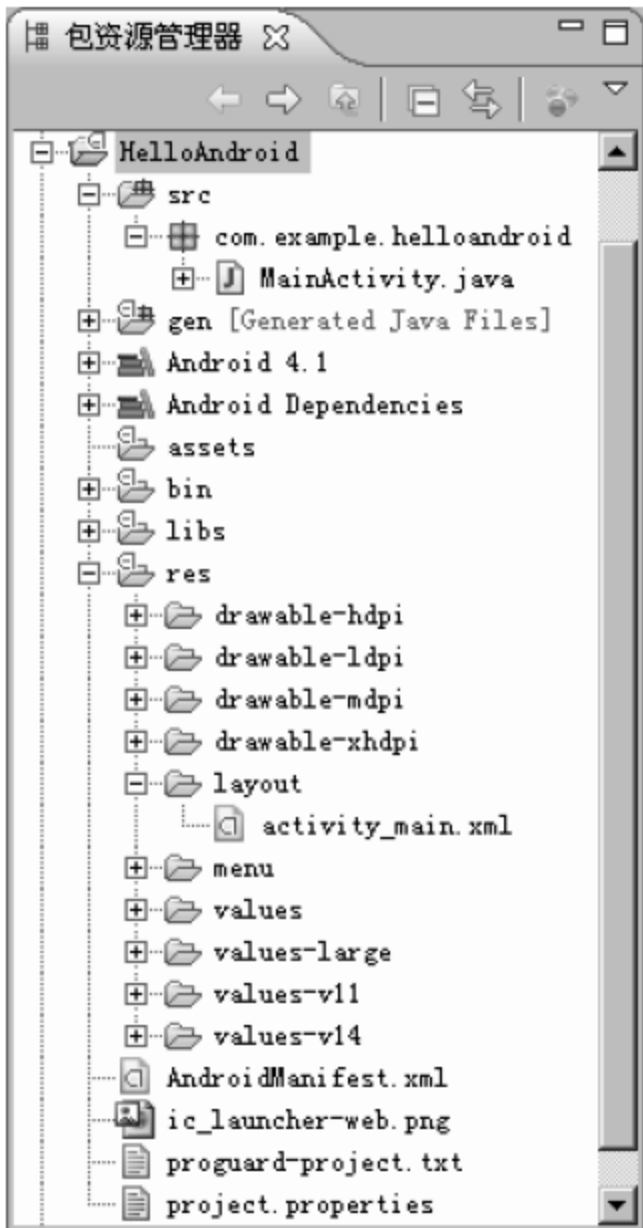 包资源管理器
HelloAndroid
src
com.example.helloandroid
MainActivity.java
gen [Generated Java Files]
Android 4.1
Android Dependencies
assets
bin
libs
res
drawable-hdpi
drawable-ldpi
drawable-mdpi
drawable-xhdpi
layout
activity_main.xml
menu
values
values-large
values-v11
values-v14
AndroidManifest.xml
ic_launcher-web.png
proguard-project.txt
project.properties